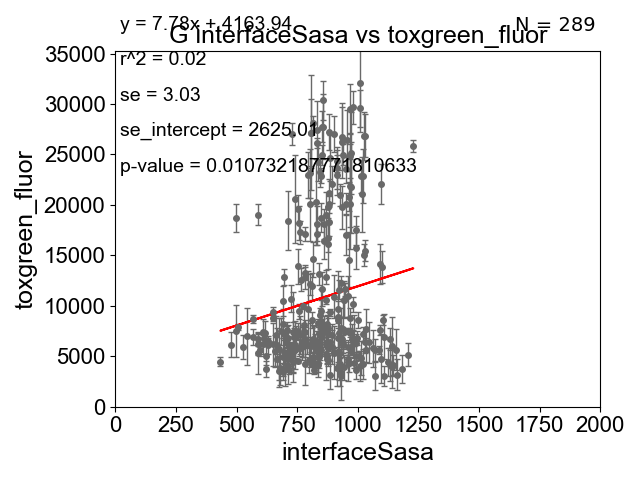 y = 7.78x + 4163.94
N = 289
G InterfaceSasa vs toxgreen_fluor
r^2 = 0.02
se = 3.03
se_intercept = 2625.01
p-value = 0.010732187771810633
toxgreen_fluor
35000
30000
25000
20000
15000
10000
5000
0
0 250 500 750 1000 1250 1500 1750 2000
interfaceSasa